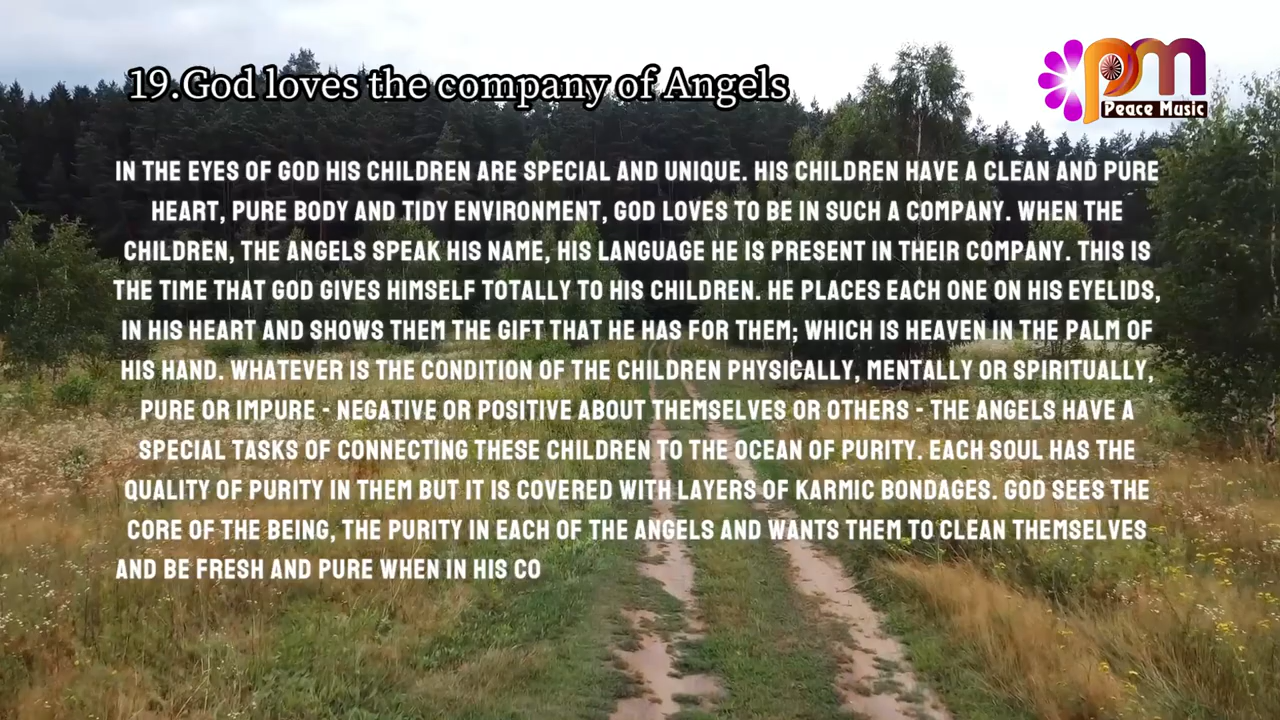 19.God loves the company of Angels
pm
Peace Music
IN THE EYES OF GOD HIS CHILDREN ARE SPECIAL AND UNIQUE. HIS CHILDREN HAVE A CLEAN AND PURE
HEART, PURE BODY AND TIDY ENVIRONMENT, GOD LOVES TO BE IN SUCH A COMPANY. WHEN THE
CHILDREN, THE ANGELS SPEAK HIS NAME, HIS LANGUAGE HE IS PRESENT IN THEIR COMPANY. THIS IS
THE TIME THAT GOD GIVES HIMSELF TOTALLY TO HIS CHILDREN. HE PLACES EACH ONE ON HIS EYELIDS,
IN HIS HEART AND SHOWS THEM THE GIFT THAT HE HAS FOR THEM; WHICH IS HEAVEN IN THE PALM OF
HIS HAND. WHATEVER IS THE CONDITION OF THE CHILDREN PHYSICALLY, MENTALLY OR SPIRITUALLY,
PURE OR IMPURE - NEGATIVE OR POSITIVE ABOUT THEMSELVES OR OTHERS - THE ANGELS HAVE A
SPECIAL TASKS OF CONNECTING THESE CHILDREN TO THE OCEAN OF PURITY. EACH SOUL HAS THE
QUALITY OF PURITY IN THEM BUT IT IS COVERED WITH LAYERS OF KARMIC BONDAGES. GOD SEES THE
CORE OF THE BEING, THE PURITY IN EACH OF THE ANGELS AND WANTS THEM TO CLEAN THEMSELVES
AND BE FRESH AND PURE WHEN IN HIS CO